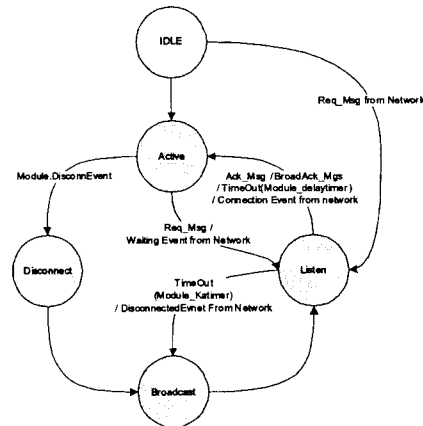 IDLE
Req_Msg from Network
Active
Module.DisconnEvent
Ack_Msg /BroadAck_Mgs
/TimeOut(Module_delaytimer)
/ Connection Event from network
Req_Msg /
Waiting Event from Network
Disconnect
Listen
TimeOut
(Module_Katimer)
/ DisconnectedEvnet From Network
Broadcast